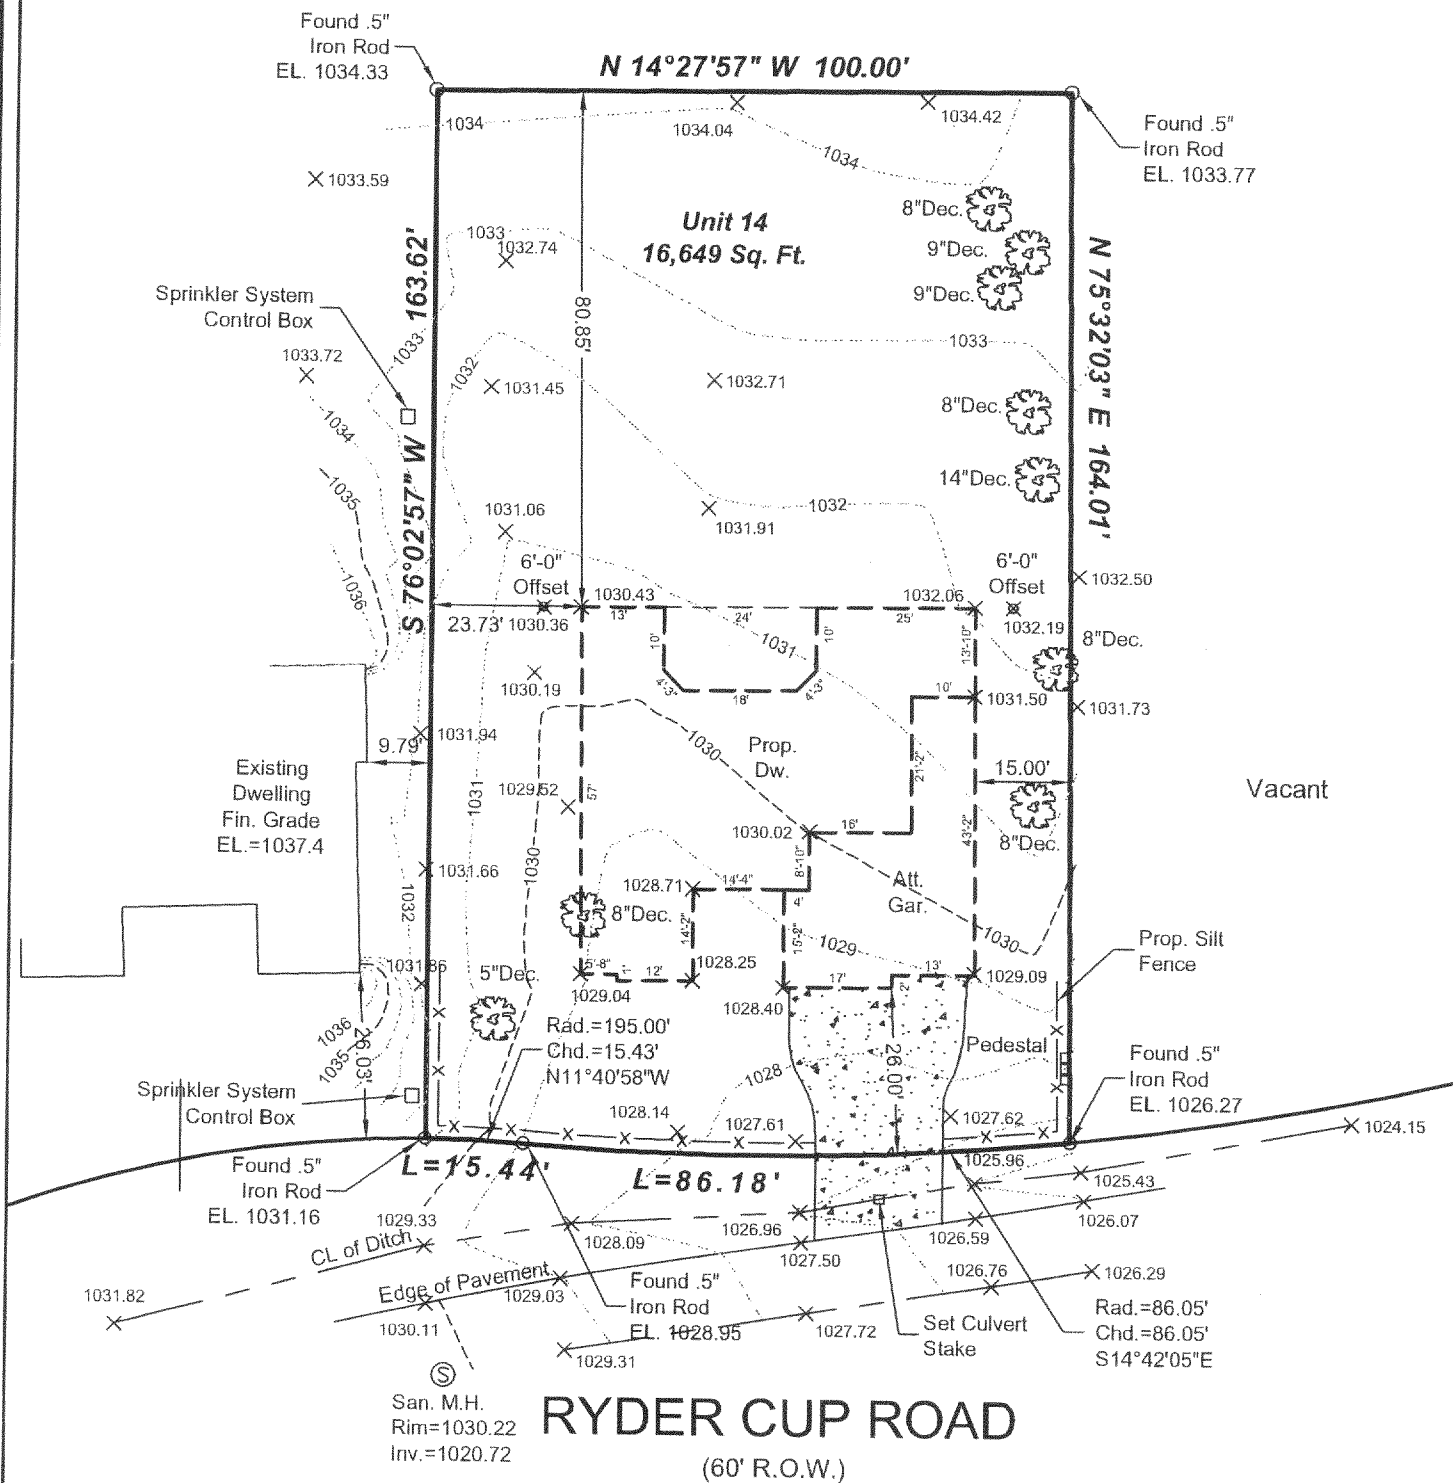 Found .5"
Iron Rod
EL. 1034.33
N 14°27'57" W 100.00'
1034
1034.04
1034.42
1034
Found .5"
Iron Rod
EL. 1033.77
1033.59
8"Dec.
Unit 14
16,649 Sq. Ft.
9"Dec.
9"Dec.
1033
1032.74
S 76°02'57" W 163.62'
N 75°32'03" E 164.01'
Sprinkler System
Control Box
80.85'
1033.72
1033
1032
1033
1031.45
1032.71
8"Dec.
1034
1035
14"Dec.
1031.06
1032
1031.91
1036
6'-0"
Offset
6'-0"
Offset
1032.50
1030.43
1032.06
23.73'
1030.36
13'
24'
25'
1032.19
10'
10'
1031
13'-10"
8"Dec.
1030.19
4'-3"
18'
4'-3"
10'
1031.50
1031.73
1031.94
9.79'
1030
Prop.
Dw.
21'-2"
15.00'
Existing
Dwelling
Fin. Grade
EL.=1037.4
1031
1029.52
57'
Vacant
1030.02
16'
43'-2"
8"Dec.
1031.66
1030
8'-10"
1028.71
14'-4"
Att.
Gar.
1032
8"Dec.
14'-2"
4'
15'-2"
1029
1030
Prop. Silt
Fence
1031.86
5"Dec.
5'-8"
1'
12'
1028.25
13'
1029.04
1028.40
17'
2'
1029.09
1036
1035
26.03'
Rad.=195.00'
Chd.=15.43'
N11°40'58"W
26.00'
Pedestal
1028
Sprinkler System
Control Box
Found .5"
Iron Rod
EL. 1026.27
1028.14
1027.61
1027.62
1024.15
Found .5"
Iron Rod
EL. 1031.16
L=15.44'
L=86.18'
1025.96
1025.43
1029.33
CL of Ditch
1028.09
1026.96
1026.59
1026.07
1027.50
Edge of Pavement
1029.03
1031.82
1030.11
Found .5"
Iron Rod
EL. 1028.95
1026.76
1026.29
1027.72
1029.31
Set Culvert
Stake
Rad.=86.05'
Chd.=86.05'
S14°42'05"E
S
San. M.H.
Rim=1030.22
Inv.=1020.72
RYDER CUP ROAD
(60' R.O.W.)